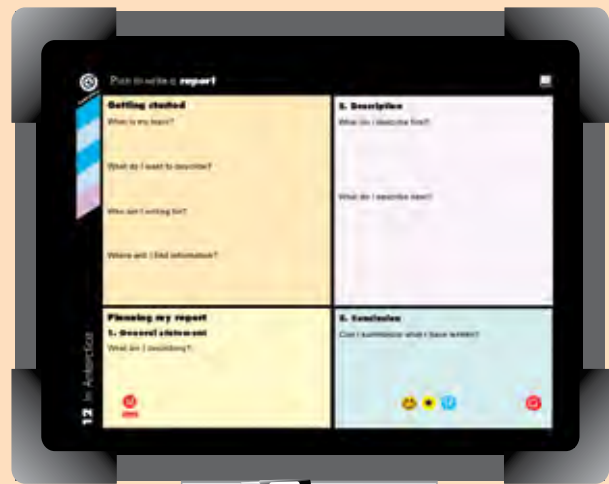 Plan to write a report
Getting started
What is my topic?
What do I want to describe?
Who am I writing for?
Where will I find information?
Planning my report
1. General statement
What am I describing?
2. Description
What do I describe first?
What do I describe next?
3. Conclusion
Can I summarise what I have written?
12 In Antarctica